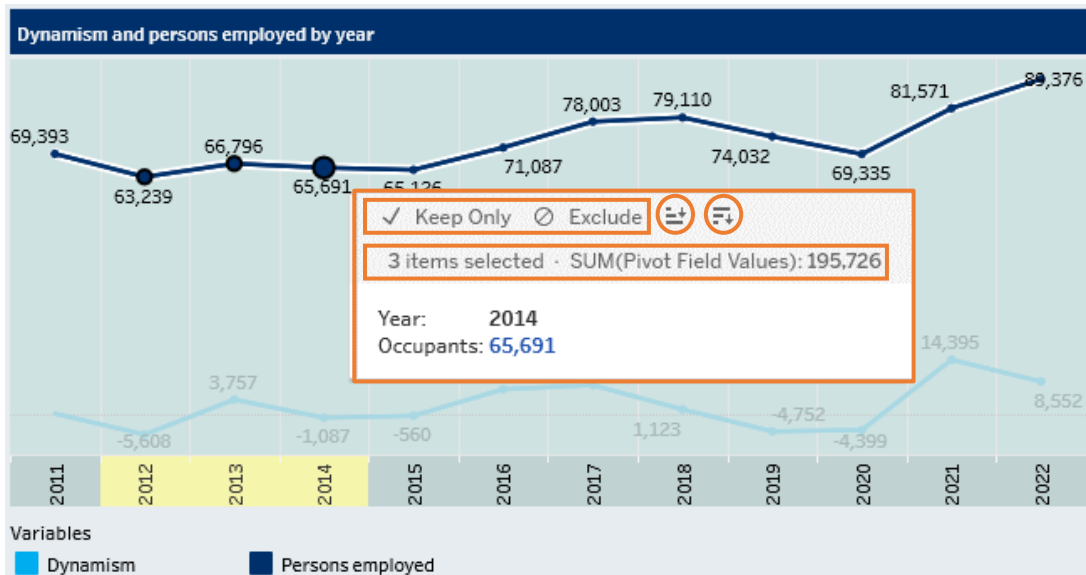 Dynamism and persons employed by year
89,376
81,571
78,003 79,110
69,393
66,796
71,087
74,032
69,335
63,239
65,691
65,126
Keep Only Exclude
3 items selected · SUM(Pivot Field Values): 195,726
Year: 2014
Occupants: 65,691
14,395
3,757
-4,752
8,552
-5,608
-1,087
-560
1,123
-4,399
2011 2012 2013 2014 2015 2016 2017 2018 2019 2020 2021 2022
Variables
Dynamism Persons employed